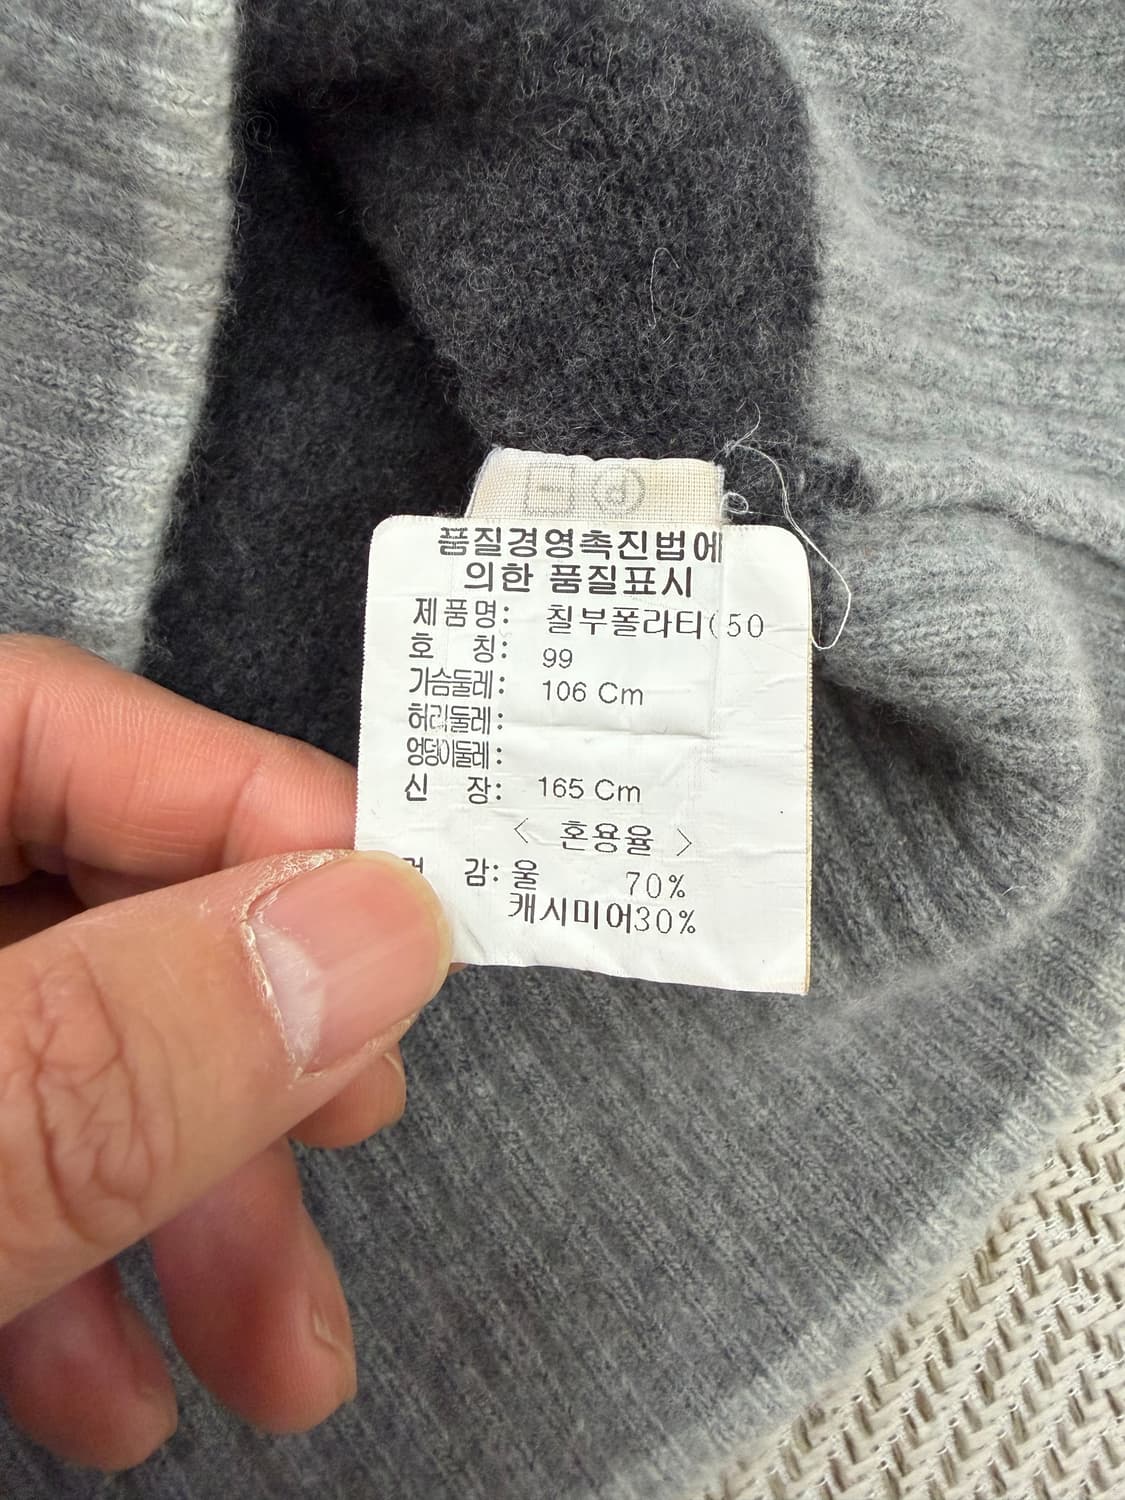 품질경영촉진법에
의한 품질표시
제품명: 칠부폴라티(50
호 칭: 99
가슴둘레: 106 Cm
허리둘레:
엉덩이둘레:
신 장: 165 Cm
< 혼용율 >
감: 울 70%
캐시미어30%